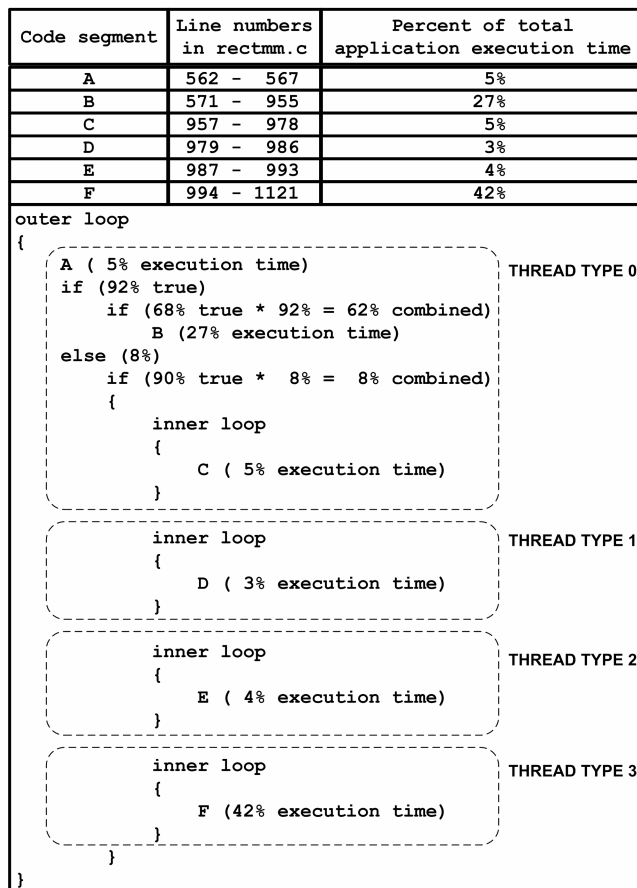 Code segment Line numbers in rectmm.c Percent of total application execution time
A 562 - 567 5%
B 571 - 955 27%
C 957 - 978 5%
D 979 - 986 3%
E 987 - 993 4%
F 994 - 1121 42%
outer loop
{
A ( 5% execution time) THREAD TYPE 0
if (92% true)
if (68% true * 92% = 62% combined)
B (27% execution time)
else (8%)
if (90% true * 8% = 8% combined)
{
inner loop
{
C ( 5% execution time)
}
inner loop THREAD TYPE 1
{
D ( 3% execution time)
}
inner loop THREAD TYPE 2
{
E ( 4% execution time)
}
inner loop THREAD TYPE 3
{
F (42% execution time)
}
}
}